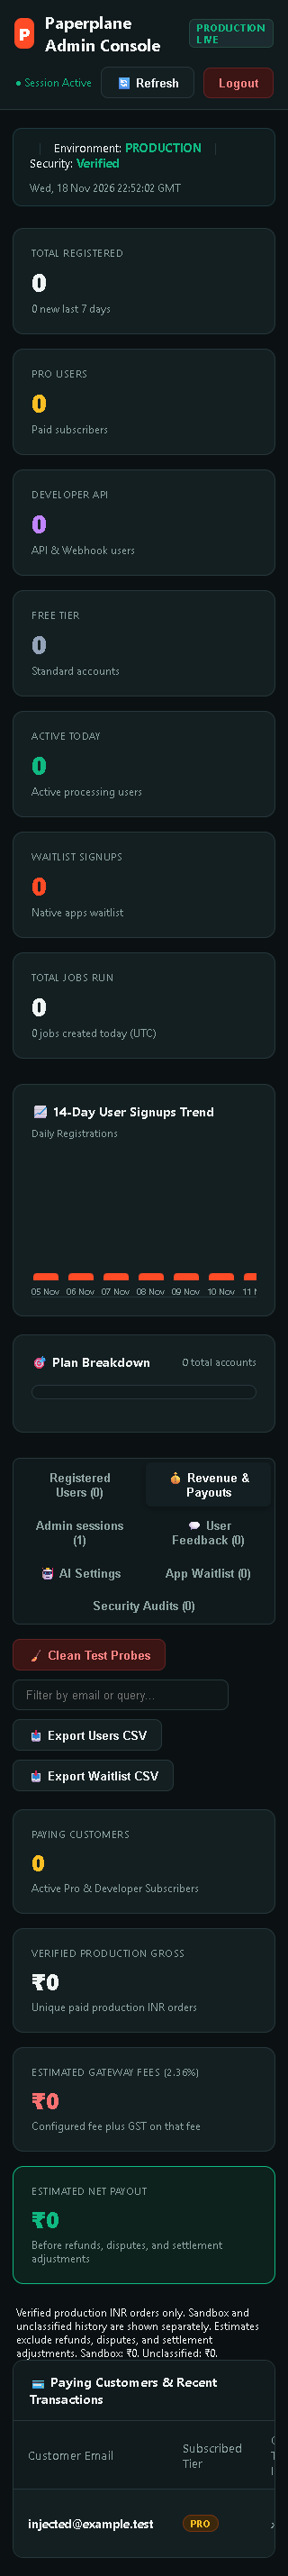 P
Paperplane
Admin Console
PRODUCTION
LIVE
● Session Active
Refresh
Logout
| Environment: PRODUCTION |
Security: Verified
Wed, 18 Nov 2026 22:52:02 GMT
TOTAL REGISTERED
0
0 new last 7 days
PRO USERS
0
Paid subscribers
DEVELOPER API
0
API & Webhook users
FREE TIER
0
Standard accounts
ACTIVE TODAY
0
Active processing users
WAITLIST SIGNUPS
0
Native apps waitlist
TOTAL JOBS RUN
0
0 jobs created today (UTC)
14-Day User Signups Trend
Daily Registrations
05 Nov 06 Nov 07 Nov 08 Nov 09 Nov 10 Nov 11
Plan Breakdown
0 total accounts
Registered
Users (0)
Revenue &
Payouts
Admin sessions
(1)
User
Feedback (0)
AI Settings
App Waitlist (0)
Security Audits (0)
Clean Test Probes
Filter by email or query...
Export Users CSV
Export Waitlist CSV
PAYING CUSTOMERS
0
Active Pro & Developer Subscribers
VERIFIED PRODUCTION GROSS
₹0
Unique paid production INR orders
ESTIMATED GATEWAY FEES (2.36%)
₹0
Configured fee plus GST on that fee
ESTIMATED NET PAYOUT
₹0
Before refunds, disputes, and settlement
adjustments
Verified production INR orders only. Sandbox and
unclassified history are shown separately. Estimates
exclude refunds, disputes, and settlement
adjustments. Sandbox: ₹0. Unclassified: ₹0.
Paying Customers & Recent
Transactions
Customer Email
Subscribed
Tier
injected@example.test
PRO